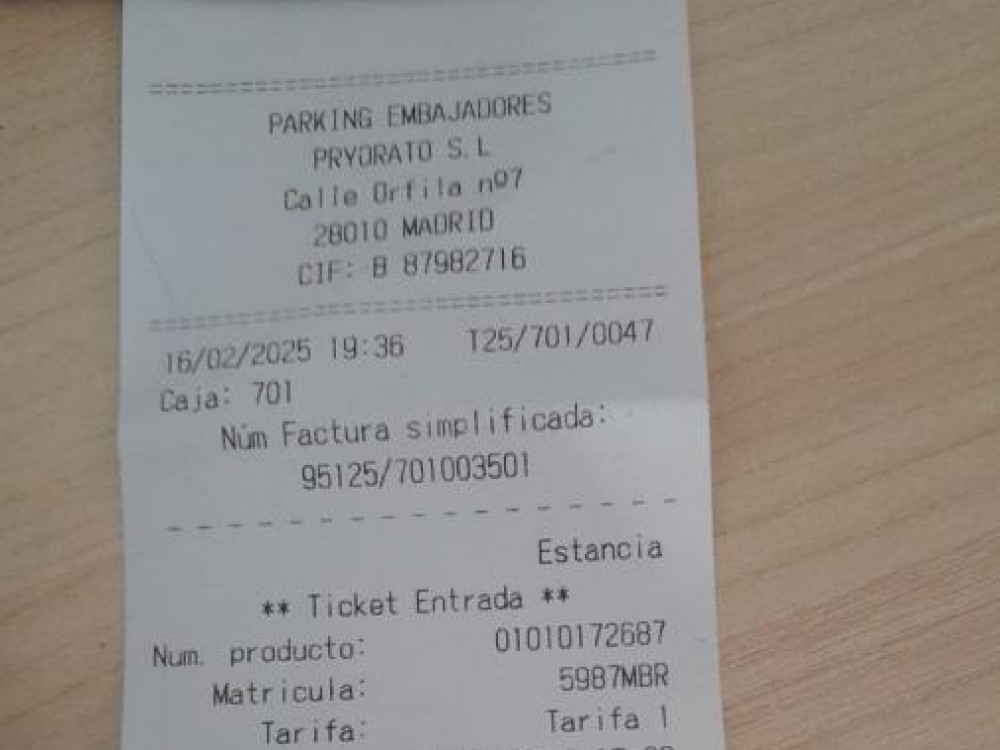 PARKING EMBAJADORES
PRYORATO S.L
Calle Orfila nº7
28010 MADRID
CIF: B 87982716
16/02/2025 19:36 T25/701/0047
Caja: 701
Núm Factura simplificada:
95125/701003501
Estancia
** Ticket Entrada **
Num. producto: 01010172687
Matricula: 5987MBR
Tarifa: Tarifa 1